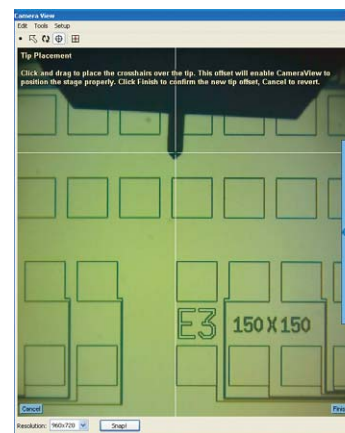 Camera View
Edit Tools Setup
Tip Placement
Click and drag to place the crosshairs over the tip. This offset will enable CameraView to
position the stage properly. Click Finish to confirm the new tip offset, Cancel to revert.
E3 150 X 150
Cancel
Resolution: 960x720 Snap!